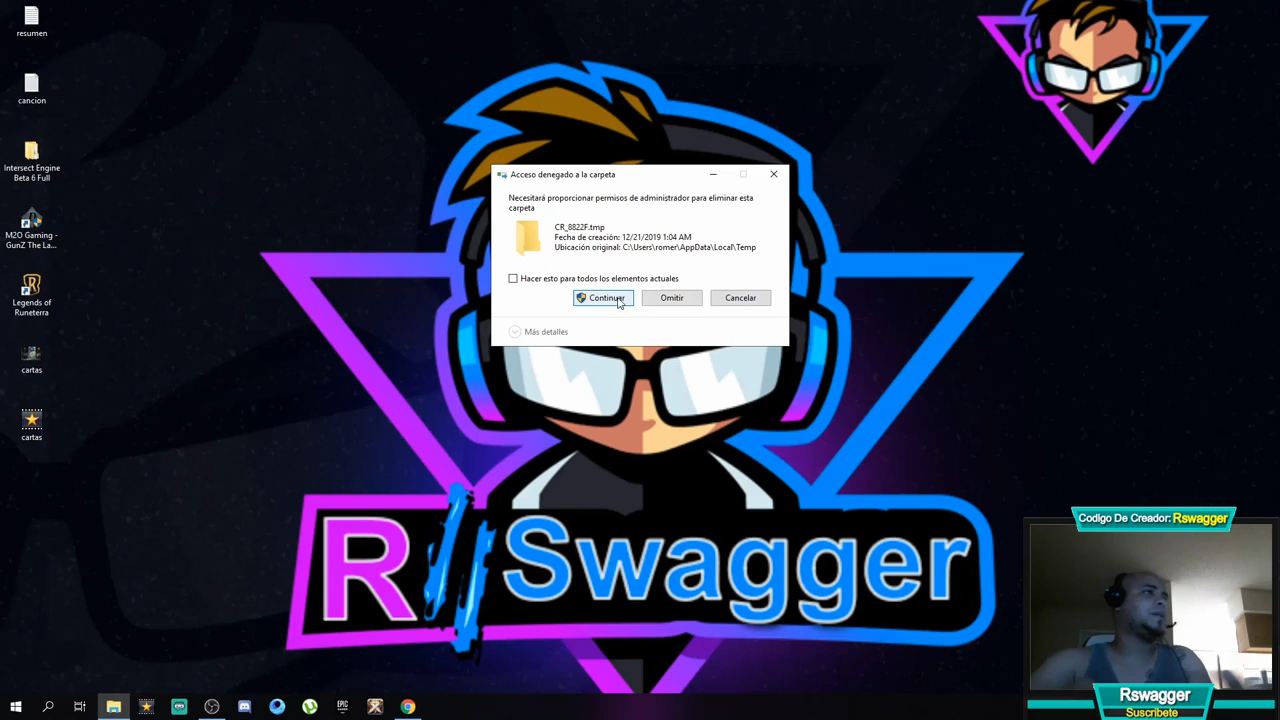 resumen
cancion
Intersect Engine
Beta 6 Full
M2O Gaming -
GunZ The La...
Legends of
Runeterra
cartas
cartas
Acceso denegado a la carpeta
Necesitará proporcionar permisos de administrador para eliminar esta
carpeta
CR_8822F.tmp
Fecha de creación: 12/21/2019 1:04 AM
Ubicación original: C:\Users\romer\AppData\Local\Temp
Hacer esto para todos los elementos actuales
Continuar
Omitir
Cancelar
Más detalles
R//Swagger
Codigo De Creador: Rswagger
Rswagger
Suscribete
EPIC